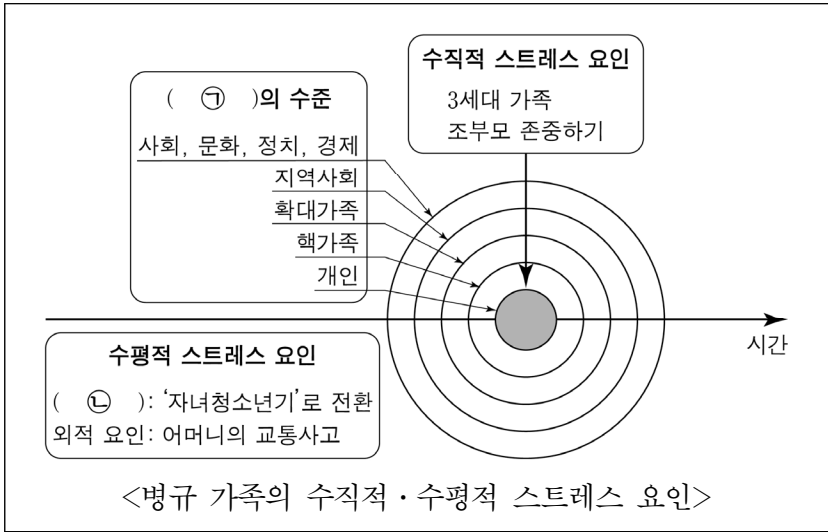 수직적 스트레스 요인
3세대 가족
조부모 존중하기
( ㉠ )의 수준
사회, 문화, 정치, 경제
지역사회
확대가족
핵가족
개인
시간
수평적 스트레스 요인
( ㉡ ): ‘자녀청소년기’로 전환
외적 요인: 어머니의 교통사고
<병규 가족의 수직적·수평적 스트레스 요인>